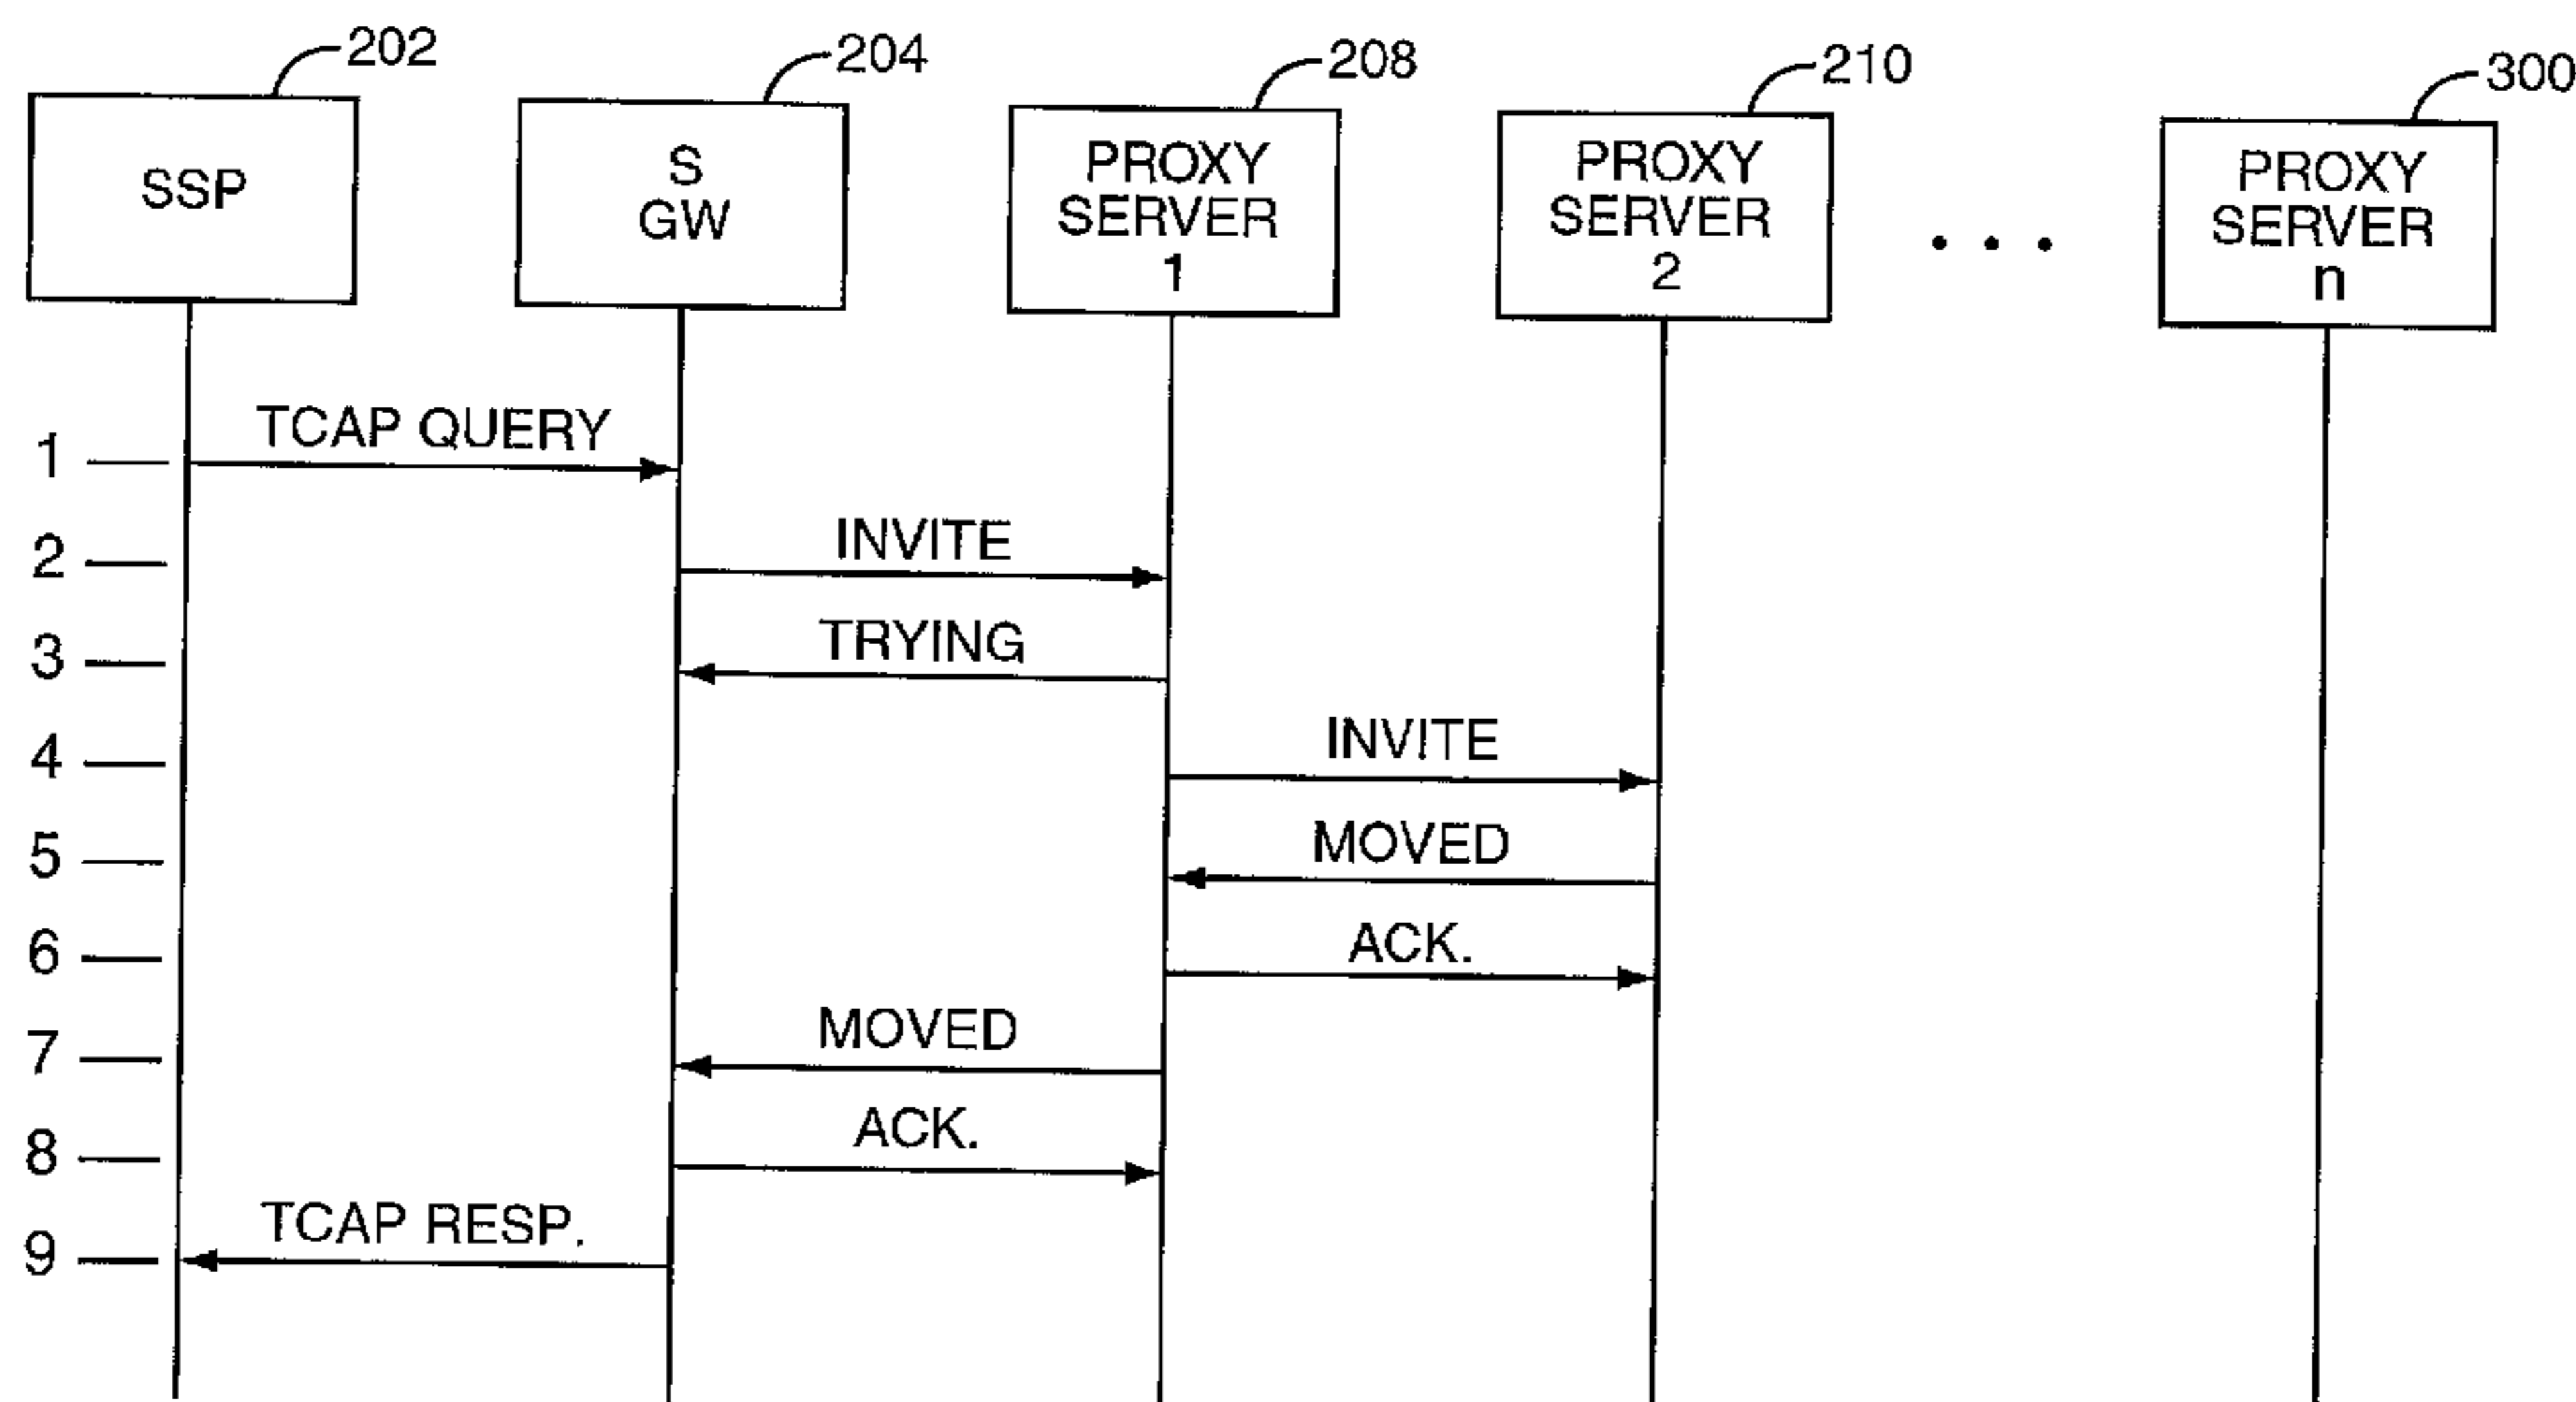 202
204
208
210
300
SSP
S
GW
PROXY
SERVER
1
PROXY
SERVER
2
. . .
PROXY
SERVER
n
1
TCAP QUERY
2
INVITE
3
TRYING
4
INVITE
5
MOVED
6
ACK.
7
MOVED
8
ACK.
9
TCAP RESP.